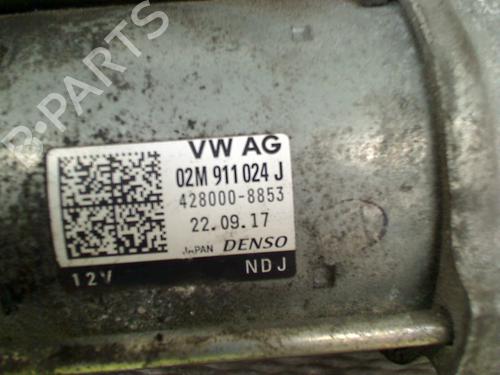 B-PARTS
VW AG
02M 911 024 J
428000-8853
22.09.17
JAPAN DENSO
12V NDJ